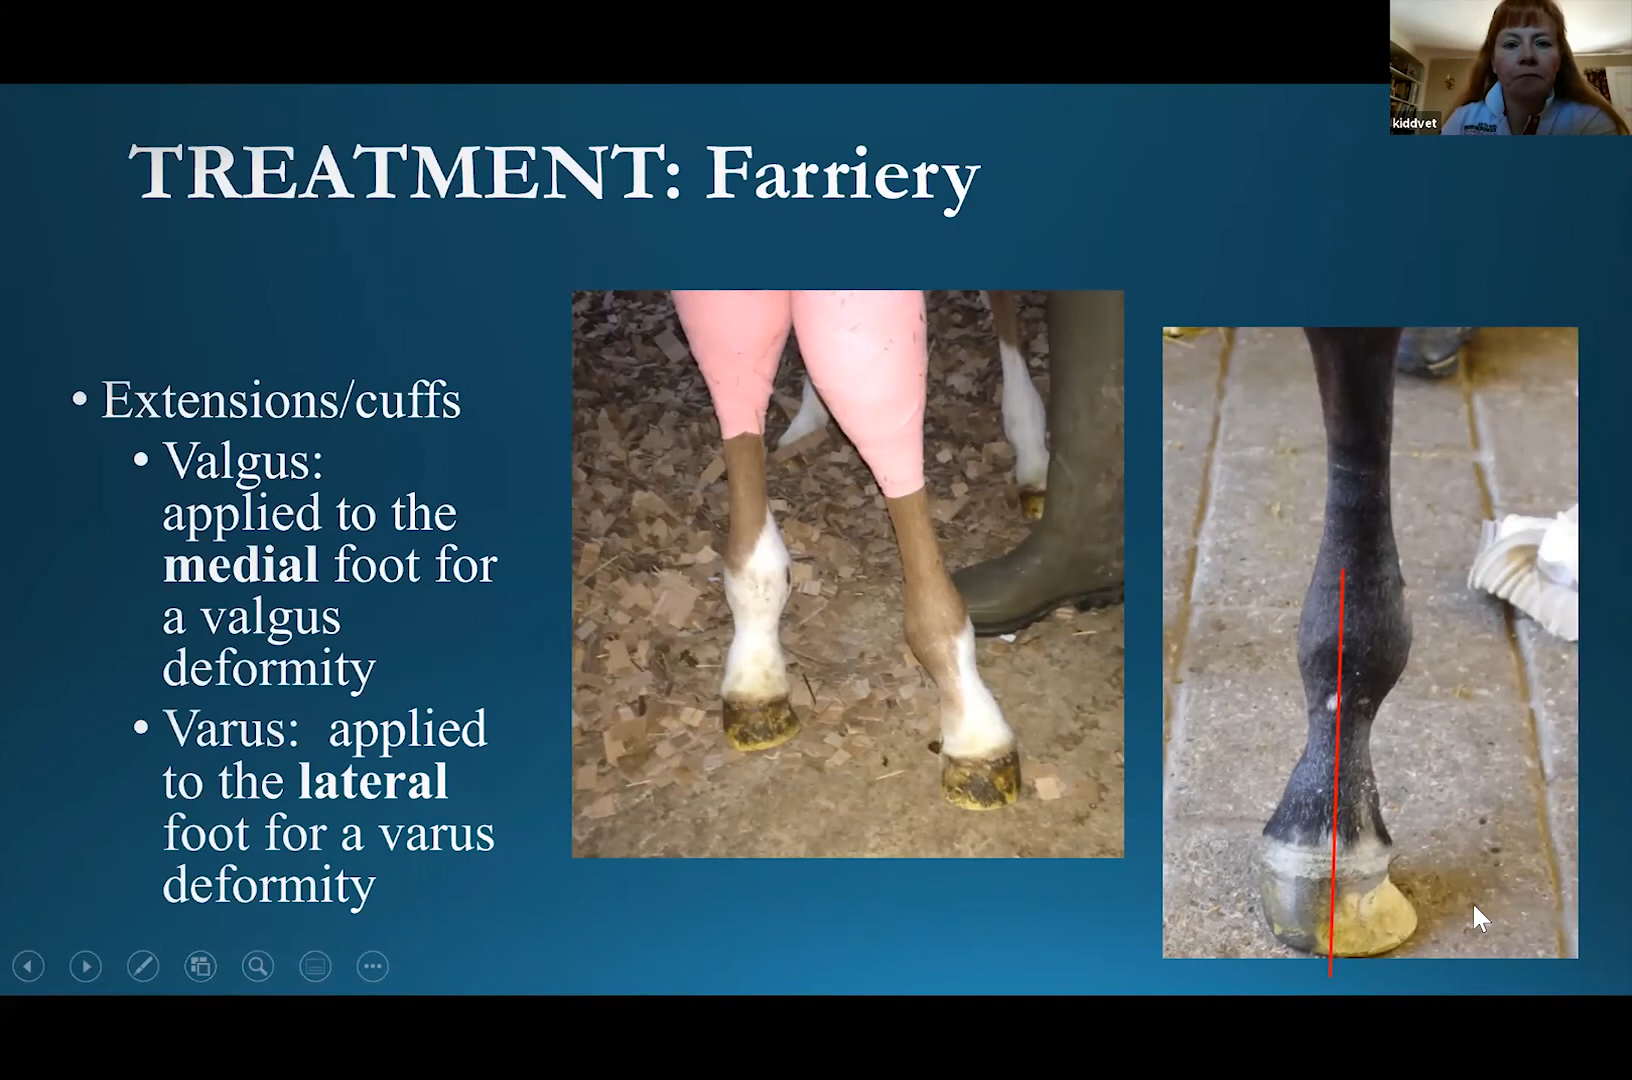 kiddvet
TREATMENT: Farriery
• Extensions/cuffs
• Valgus:
applied to the
medial foot for
a valgus
deformity
• Varus:  applied
to the lateral
foot for a varus
deformity